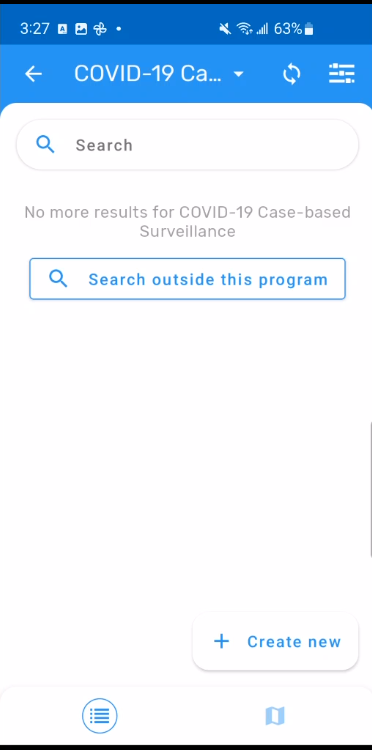 3:27
63%
COVID-19 Ca...
Search
No more results for COVID-19 Case-based
Surveillance
Search outside this program
Create new